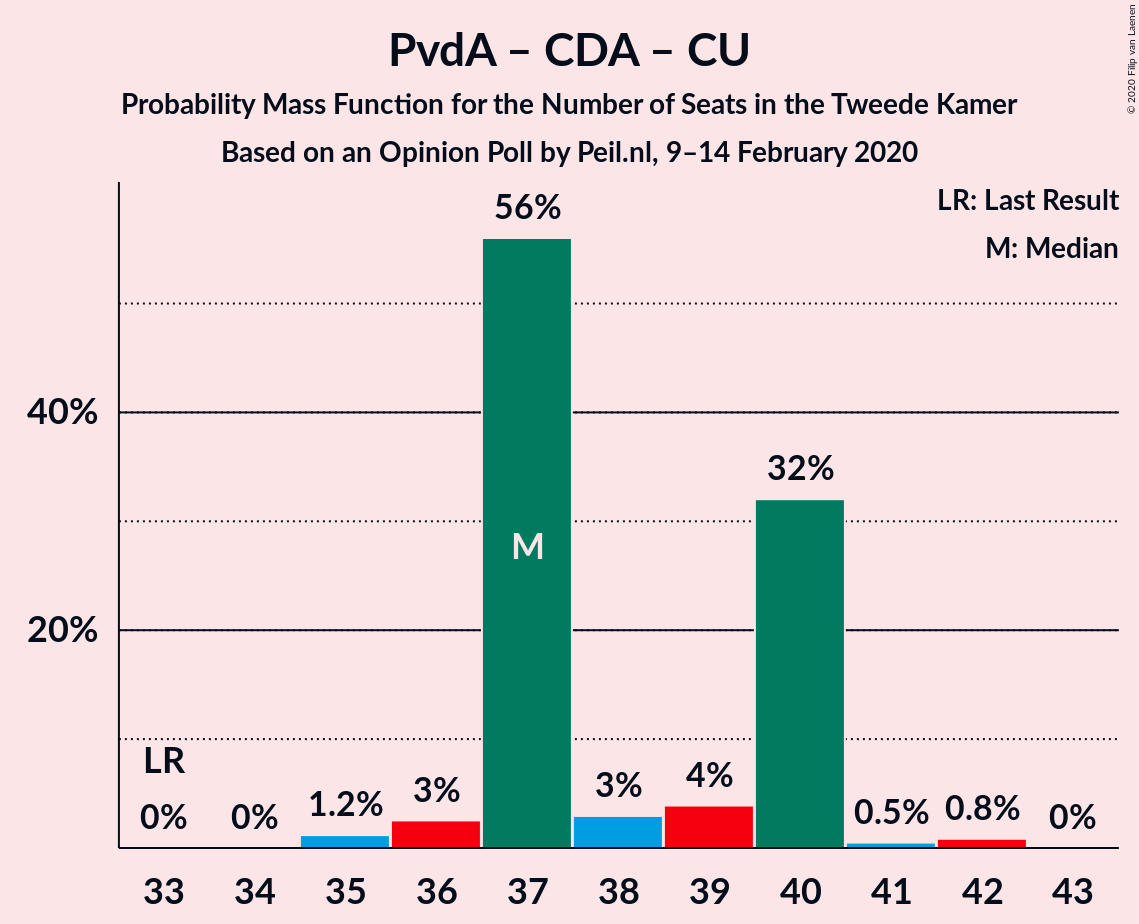 PvdA – CDA – CU
Probability Mass Function for the Number of Seats in the Tweede Kamer
Based on an Opinion Poll by Peil.nl, 9–14 February 2020
© 2020 Filip van Laenen
LR: Last Result
M: Median
56%
40%
32%
M
20%
LR
0%
0%
1.2%
3%
3%
4%
0.5%
0.8%
0%
33 34 35 36 37 38 39 40 41 42 43